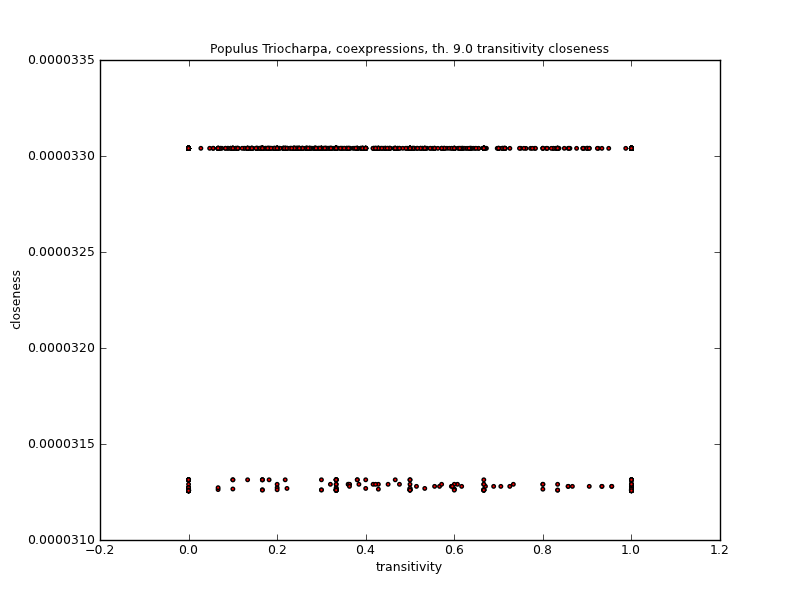 Populus Triocharpa, coexpressions, th. 9.0 transitivity closeness
0.0000335
0.0000330
0.0000325
0.0000320
0.0000315
0.0000310
closeness
−0.2 0.0 0.2 0.4 0.6 0.8 1.0 1.2
transitivity